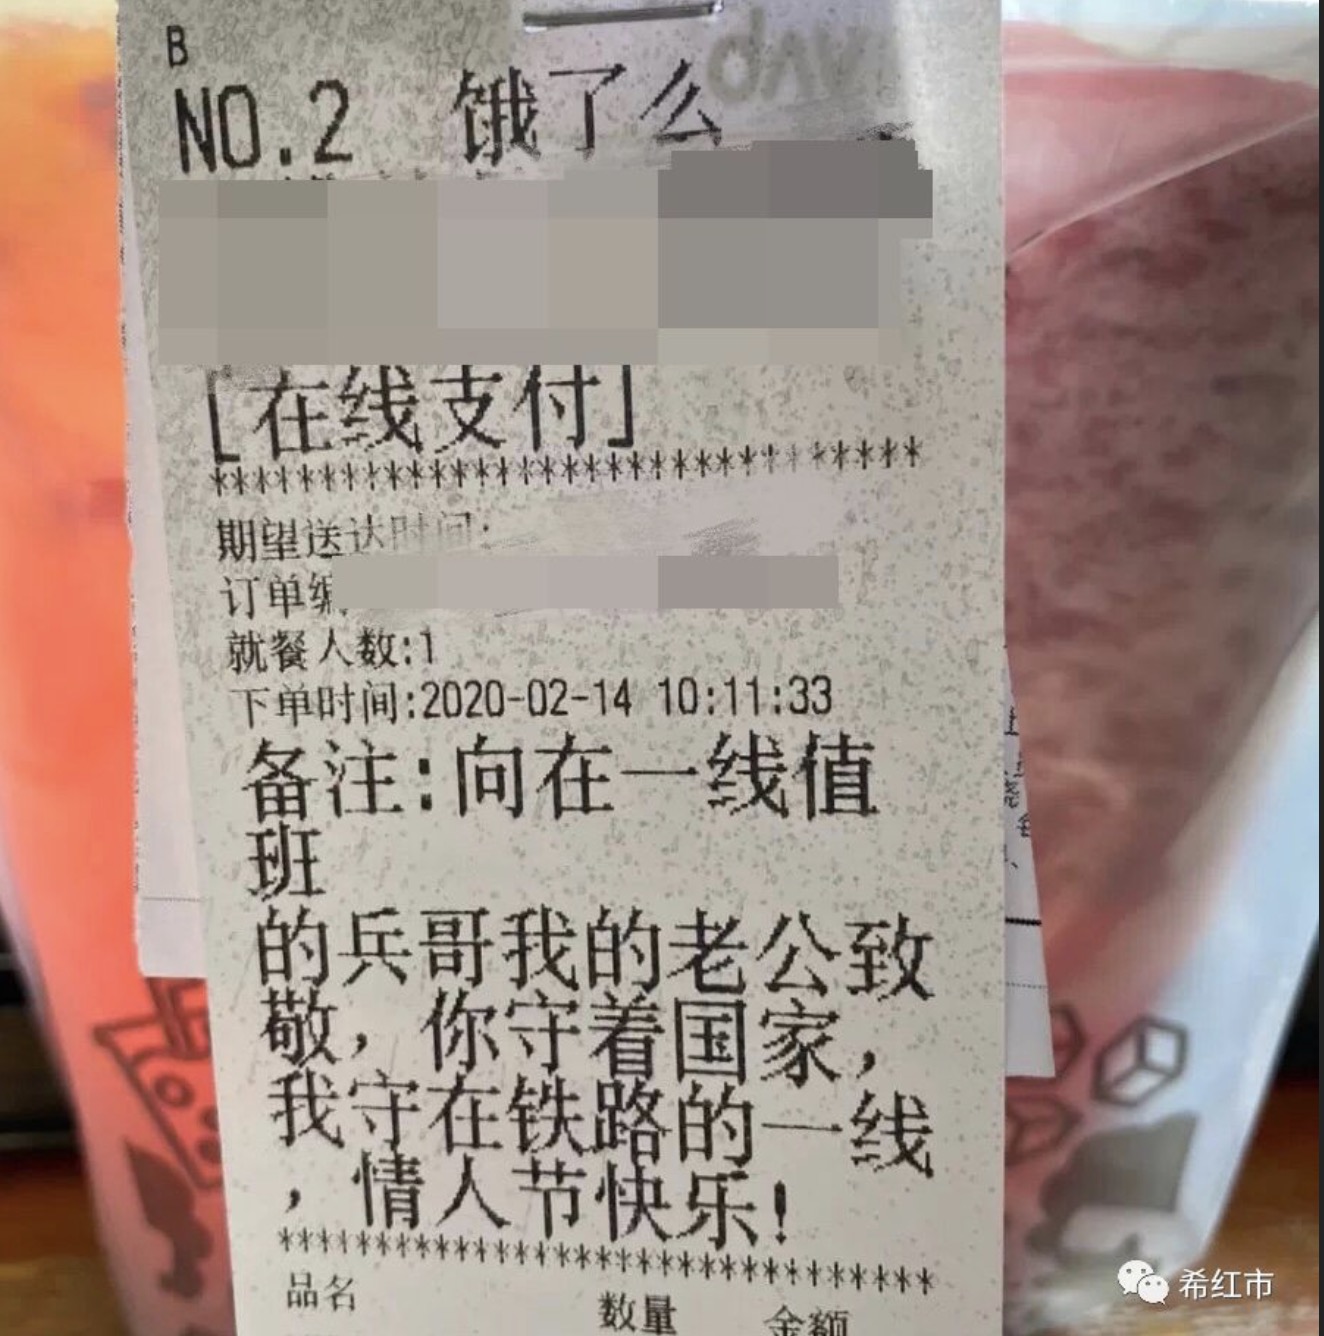 B
NO.2 饿了么
[在线支付]
*********************************
期望送达时间:
订单编
就餐人数:1
下单时间:2020-02-14 10:11:33
备注:向在一线值
班
的兵哥我的老公致
敬，你守着国家，
我守在铁路的一线
，情人节快乐!
*********************************
品名 数量 金额
希红市